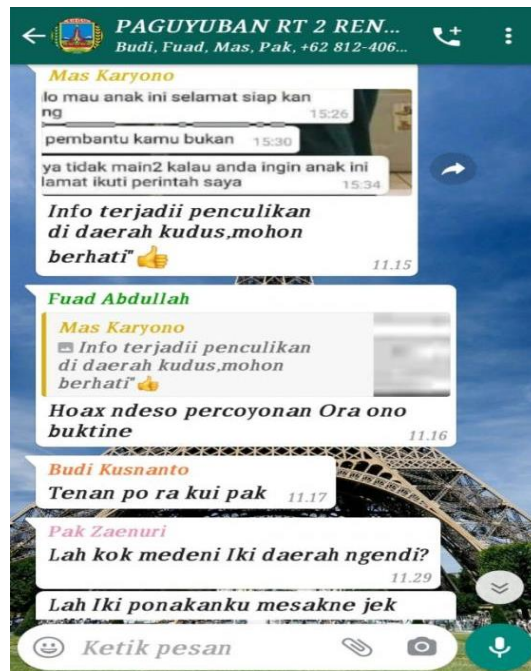 PAGUYUBAN RT 2 REN...
Budi, Fuad, Mas, Pak, +62 812-406...
Mas Karyono
lo mau anak ini selamat siap kan
ng
15:26
pembantu kamu bukan 15:30
ya tidak main2 kalau anda ingin anak ini
lamat ikuti perintah saya
15:34
Info terjadii penculikan
di daerah kudus,mohon
berhati"👍
11.15
Fuad Abdullah
Mas Karyono
Info terjadii penculikan
di daerah kudus,mohon
berhati"👍
Hoax ndeso percoyonan Ora ono
buktine
11.16
Budi Kusnanto
Tenan po ra kui pak 11.17
Pak Zaenuri
Lah kok medeni Iki daerah ngendi?
11.29
Lah Iki ponakanku mesakne jek
Ketik pesan